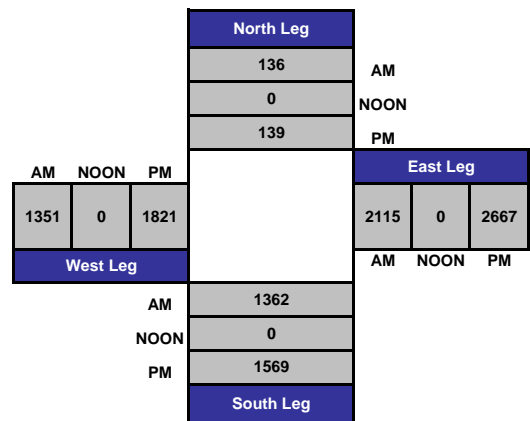 North Leg
136 AM
0 NOON
139 PM
AM NOON PM
East Leg
1351 0 1821
2115 0 2667
West Leg
AM NOON PM
AM 1362
NOON 0
PM 1569
South Leg